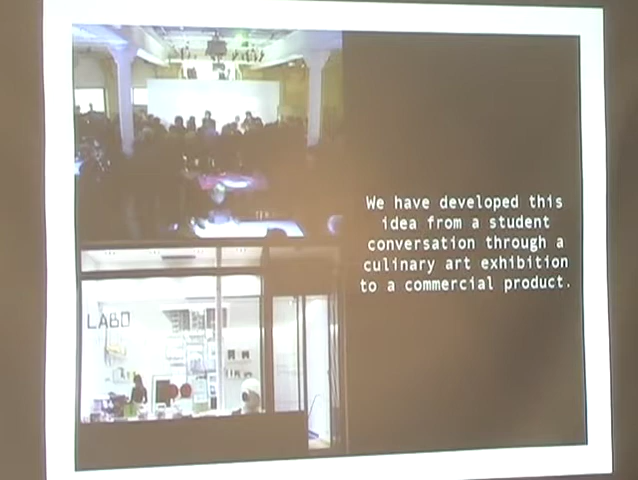 We have developed this
idea from a student
conversation through a
culinary art exhibition
to a commercial product.
LABO